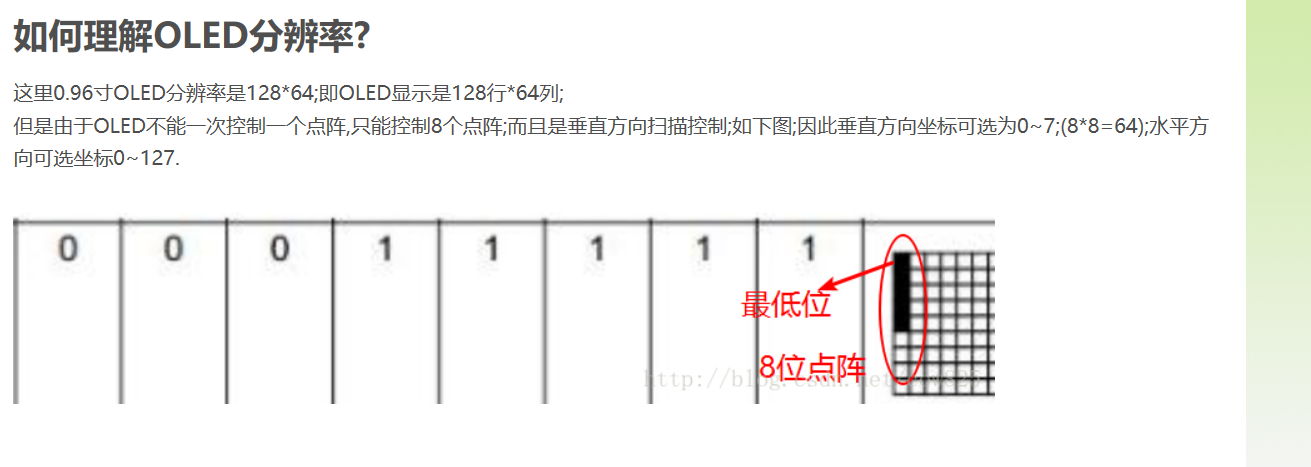 如何理解OLED分辨率?
这里0.96寸OLED分辨率是128*64;即OLED显示是128行*64列;
但是由于OLED不能一次控制一个点阵,只能控制8个点阵;而且是垂直方向扫描控制;如下图;因此垂直方向坐标可选为0~7;(8*8=64);水平方
向可选坐标0~127.
0 0 0 1 1 1 1 1
最低位
8位点阵
http://blog.csdn.net/